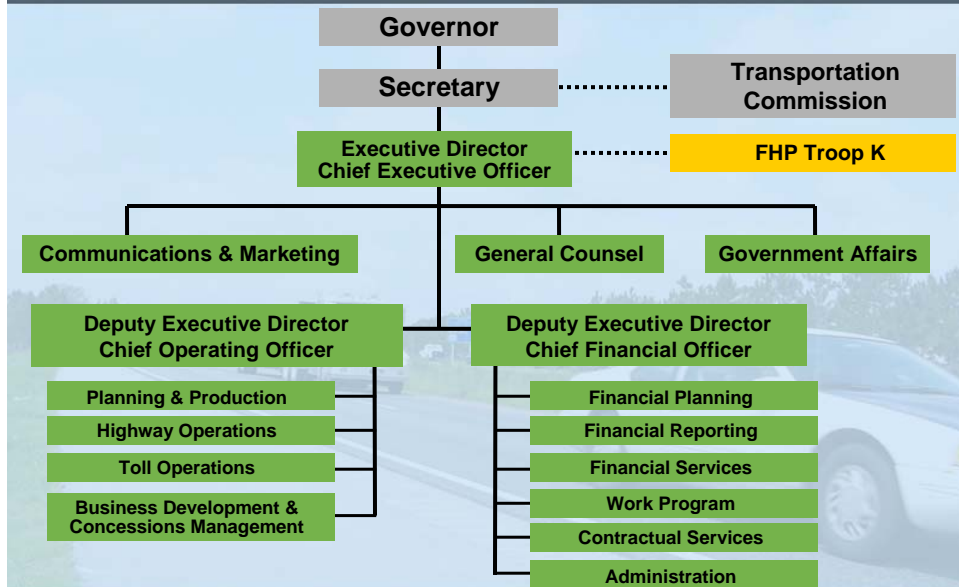 Governor
Secretary
Transportation
Commission
Executive Director
Chief Executive Officer
FHP Troop K
Communications & Marketing
General Counsel
Government Affairs
Deputy Executive Director
Chief Operating Officer
Deputy Executive Director
Chief Financial Officer
Planning & Production
Highway Operations
Toll Operations
Business Development &
Concessions Management
Financial Planning
Financial Reporting
Financial Services
Work Program
Contractual Services
Administration